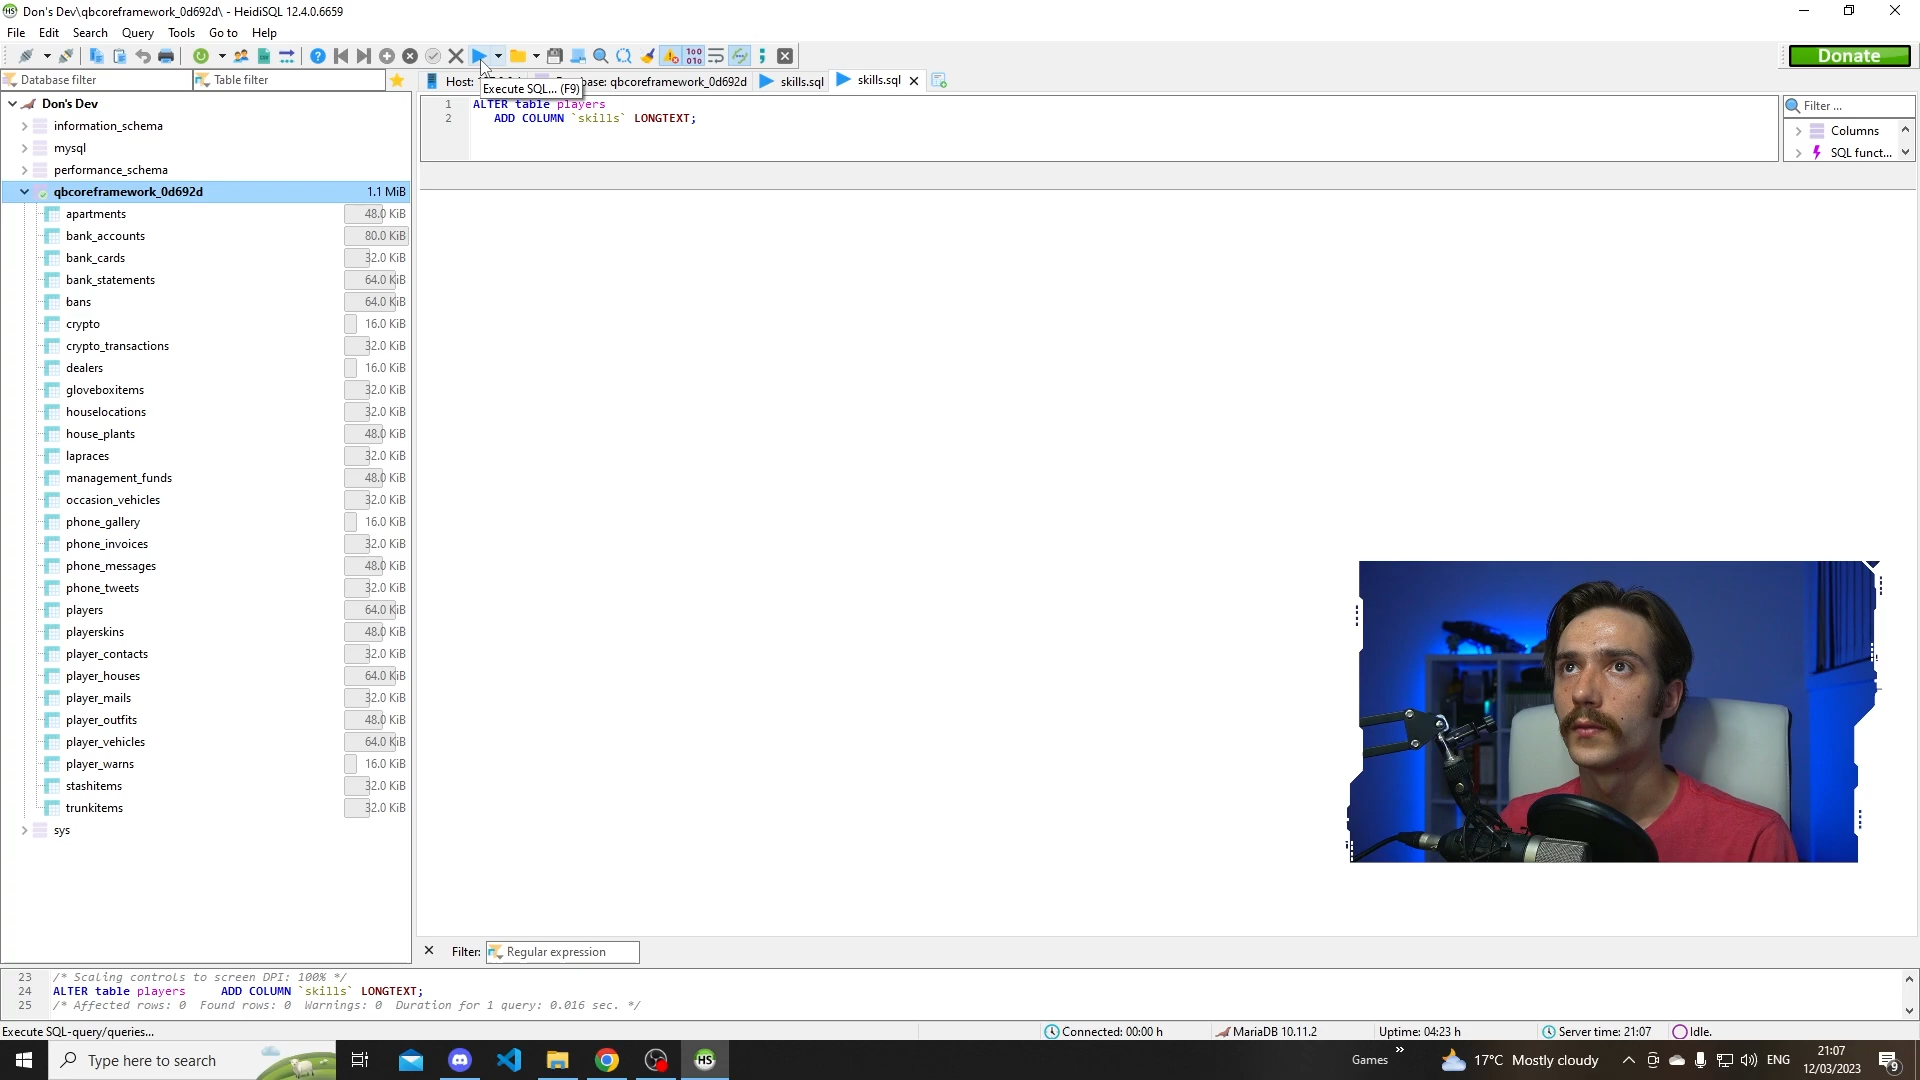 Don's Dev\qbcoreframework_0d692d\ - HeidiSQL 12.4.0.6659
File Edit Search Query Tools Go to Help
Donate
Database filter
Table filter
Host:
base: qbcoreframework_0d692d
skills.sql
skills.sql
Execute SQL... (F9)
1 ALTER table players
2 ADD COLUMN `skills` LONGTEXT;
Filter ...
Columns
SQL funct...
Don's Dev
information_schema
mysql
performance_schema
qbcoreframework_0d692d 1.1 MiB
apartments 48.0 KiB
bank_accounts 80.0 KiB
bank_cards 32.0 KiB
bank_statements 64.0 KiB
bans 64.0 KiB
crypto 16.0 KiB
crypto_transactions 32.0 KiB
dealers 16.0 KiB
gloveboxitems 32.0 KiB
houselocations 32.0 KiB
house_plants 48.0 KiB
lapraces 32.0 KiB
management_funds 48.0 KiB
occasion_vehicles 32.0 KiB
phone_gallery 16.0 KiB
phone_invoices 32.0 KiB
phone_messages 48.0 KiB
phone_tweets 32.0 KiB
players 64.0 KiB
playerskins 48.0 KiB
player_contacts 32.0 KiB
player_houses 64.0 KiB
player_mails 32.0 KiB
player_outfits 48.0 KiB
player_vehicles 64.0 KiB
player_warns 16.0 KiB
stashitems 32.0 KiB
trunkitems 32.0 KiB
sys
Filter: Regular expression
23 /* Scaling controls to screen DPI: 100% */
24 ALTER table players ADD COLUMN `skills` LONGTEXT;
25 /* Affected rows: 0 Found rows: 0 Warnings: 0 Duration for 1 query: 0.016 sec. */
Execute SQL-query/queries...
Connected: 00:00 h
MariaDB 10.11.2
Uptime: 04:23 h
Server time: 21:07
Idle.
Type here to search
HS
Games
17°C Mostly cloudy
ENG
21:07
12/03/2023
9